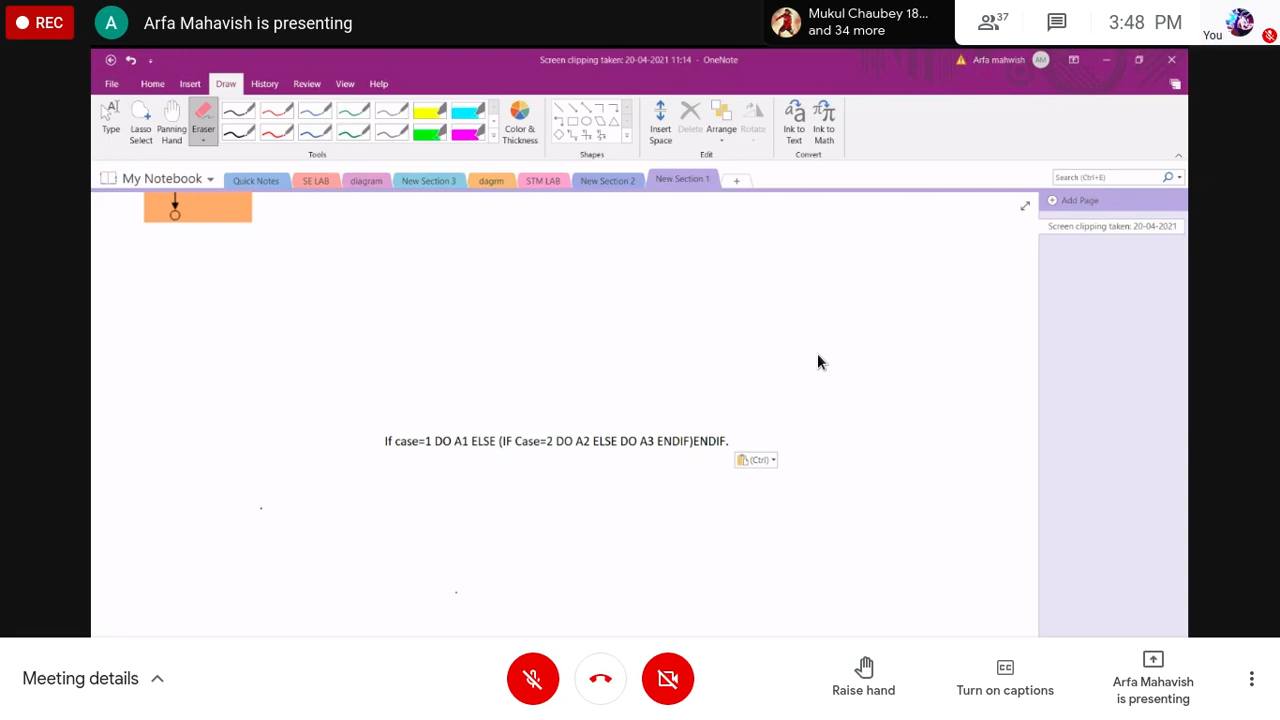 REC
A
Arfa Mahavish is presenting
Mukul Chaubey 18...
and 34 more
37
3:48 PM
You
Screen clipping taken: 20-04-2021 11:14 - OneNote
Arfa mahwish
AM
File
Home
Insert
Draw
History
Review
View
Help
Type
Lasso Select
Panning Hand
Eraser
Color & Thickness
Insert Space
Delete
Arrange
Rotate
Ink to Text
Ink to Math
Tools
Shapes
Edit
Convert
My Notebook
Quick Notes
SE LAB
diagram
New Section 3
dagrm
STM LAB
New Section 2
New Section 1
Search (Ctrl+E)
Add Page
Screen clipping taken: 20-04-2021
If case=1 DO A1 ELSE (IF Case=2 DO A2 ELSE DO A3 ENDIF)ENDIF.
(Ctrl)
Meeting details
Raise hand
Turn on captions
Arfa Mahavish
is presenting